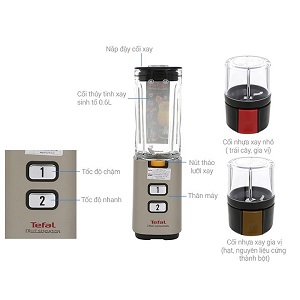 Nắp đậy cối xay
Cối thủy tinh xay
sinh tố 0.6L
Cối nhựa xay nhỏ
( trái cây, gia vị)
1
Tốc độ chậm
2
Tốc độ nhanh
Tefal
Nút tháo
lưỡi xay
1
Thân máy
2
Tefal
Cối nhựa xay gia vị
(hạt, nguyên liệu cứng
thành bột)